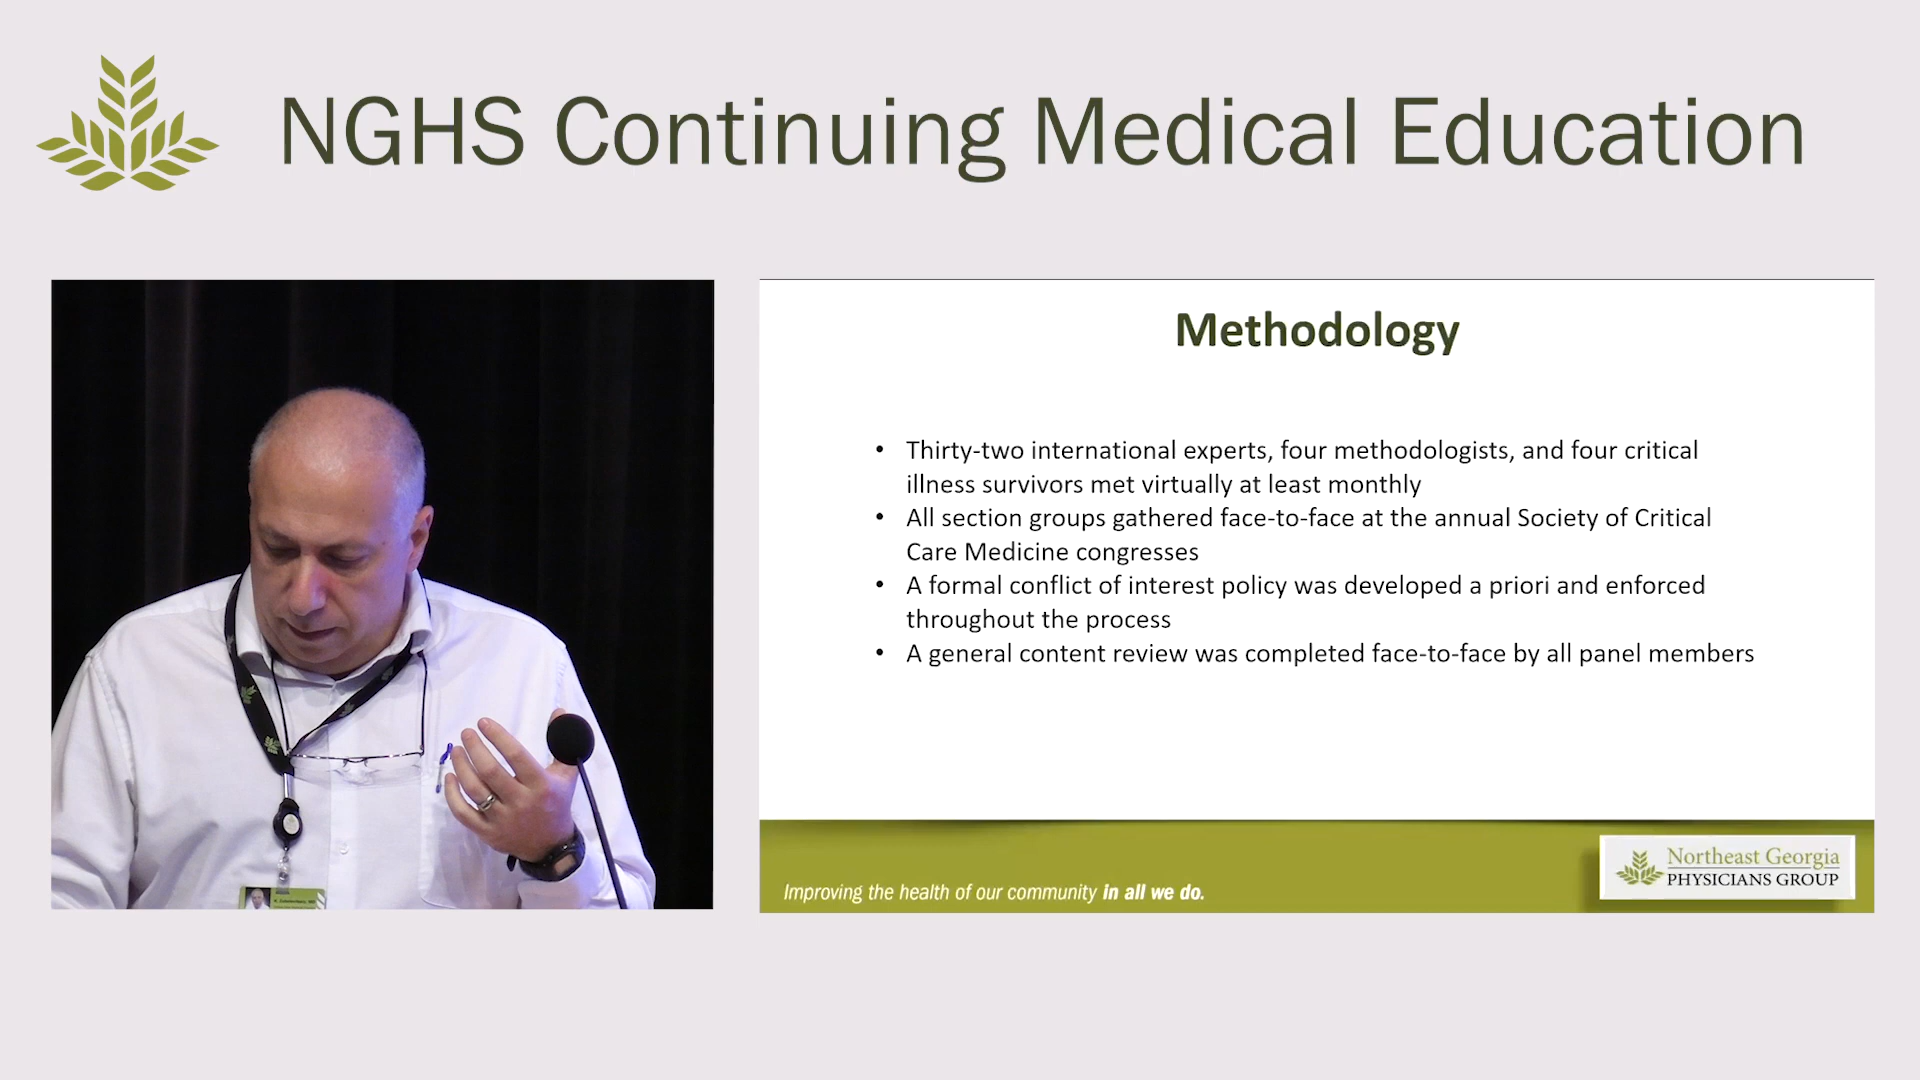 NGHS Continuing Medical Education
Methodology
• Thirty-two international experts, four methodologists, and four critical
illness survivors met virtually at least monthly
• All section groups gathered face-to-face at the annual Society of Critical
Care Medicine congresses
• A formal conflict of interest policy was developed a priori and enforced
throughout the process
• A general content review was completed face-to-face by all panel members
Improving the health of our community in all we do.
Northeast Georgia
PHYSICIANS GROUP